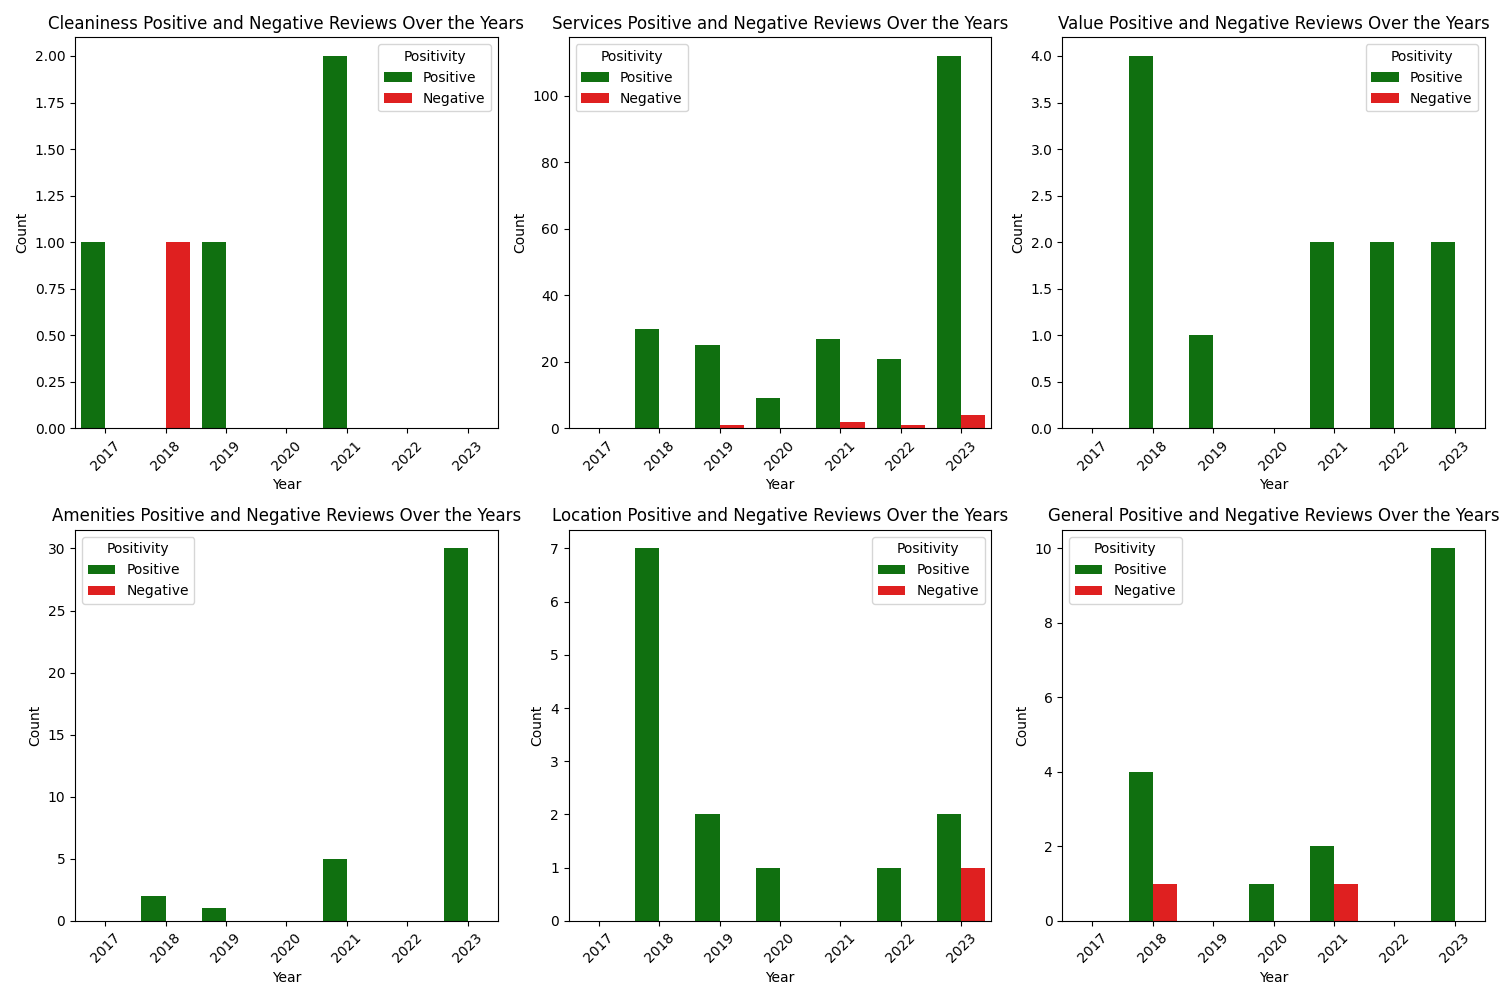 Cleaniness Positive and Negative Reviews Over the Years
Positivity
Positive
Negative
2.00
1.75
1.50
1.25
1.00
0.75
0.50
0.25
0.00
Count
2017 2018 2019 2020 2021 2022 2023
Year
Services Positive and Negative Reviews Over the Years
Positivity
Positive
Negative
100
80
60
40
20
0
Count
2017 2018 2019 2020 2021 2022 2023
Year
Value Positive and Negative Reviews Over the Years
Positivity
Positive
Negative
4.0
3.5
3.0
2.5
2.0
1.5
1.0
0.5
0.0
Count
2017 2018 2019 2020 2021 2022 2023
Year
Amenities Positive and Negative Reviews Over the Years
Positivity
Positive
Negative
30
25
20
15
10
5
0
Count
2017 2018 2019 2020 2021 2022 2023
Year
Location Positive and Negative Reviews Over the Years
Positivity
Positive
Negative
7
6
5
4
3
2
1
0
Count
2017 2018 2019 2020 2021 2022 2023
Year
General Positive and Negative Reviews Over the Years
Positivity
Positive
Negative
10
8
6
4
2
0
Count
2017 2018 2019 2020 2021 2022 2023
Year